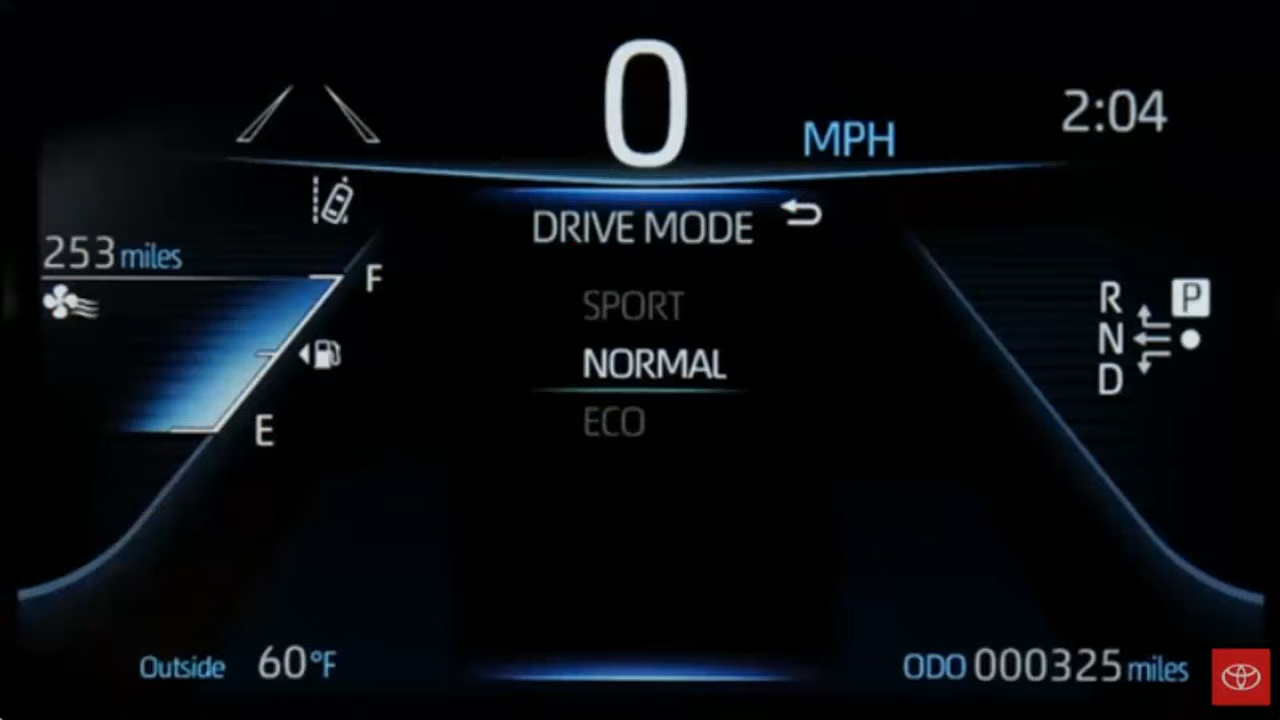 0 MPH 2:04
DRIVE MODE
253 miles
F
SPORT
NORMAL
ECO
E
R P
N
D
Outside 60°F
ODO 000325 miles